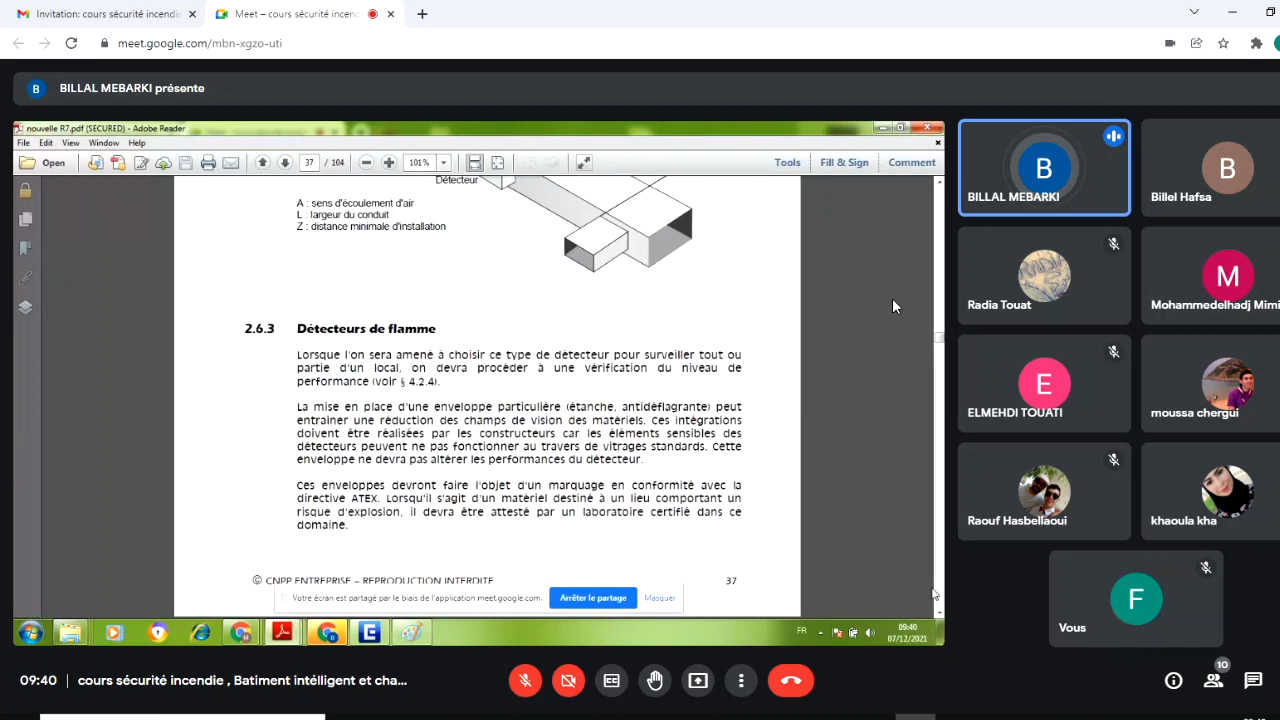 Invitation: cours sécurité incendie
Meet – cours sécurité incend
meet.google.com/mbn-xgzo-uti
B
BILLAL MEBARKI présente
nouvelle R7.pdf (SECURED) - Adobe Reader
File Edit View Window Help
Open
37 / 104
101%
Tools Fill & Sign Comment
Détecteur
A : sens d'écoulement d'air
L : largeur du conduit
Z : distance minimale d'installation
2.6.3 Détecteurs de flamme
Lorsque l'on sera amené à choisir ce type de détecteur pour surveiller tout ou
partie d'un local, on devra procéder à une vérification du niveau de
performance (voir § 4.2.4).
La mise en place d'une enveloppe particulière (étanche, antidéflagrante) peut
entraîner une réduction des champs de vision des matériels. Ces intégrations
doivent être réalisées par les constructeurs car les éléments sensibles des
détecteurs peuvent ne pas fonctionner au travers de vitrages standards. Cette
enveloppe ne devra pas altérer les performances du détecteur.
Ces enveloppes devront faire l'objet d'un marquage en conformité avec la
directive ATEX. Lorsqu'il s'agit d'un matériel destiné à un lieu comportant un
risque d'explosion, il devra être attesté par un laboratoire certifié dans ce
domaine.
© CNPP ENTREPRISE – REPRODUCTION INTERDITE 37
Votre écran est partagé par le biais de l'application meet.google.com. Arrêter le partage Masquer
FR
09:40
07/12/2021
B
BILLAL MEBARKI
B
Billel Hafsa
Radia Touat
M
Mohammedelhadj Mimi
E
ELMEHDI TOUATI
moussa chergui
Raouf Hasbellaoui
khaoula kha
F
Vous
09:40 | cours sécurité incendie , Batiment intélligent et cha...
10